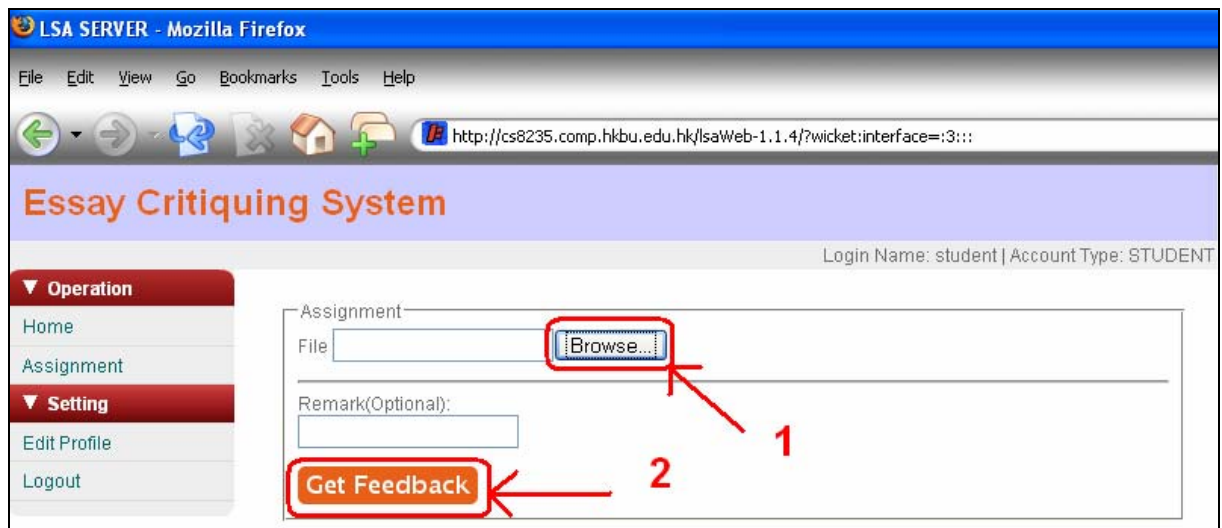 LSA SERVER - Mozilla Firefox
File Edit View Go Bookmarks Tools Help
http://cs8235.comp.hkbu.edu.hk/lsaWeb-1.1.4/?wicket:interface=:3:::
Essay Critiquing System
Login Name: student | Account Type: STUDENT
▼ Operation
Home
Assignment
▼ Setting
Edit Profile
Logout
Assignment
File Browse...
1
Remark(Optional):
Get Feedback
2